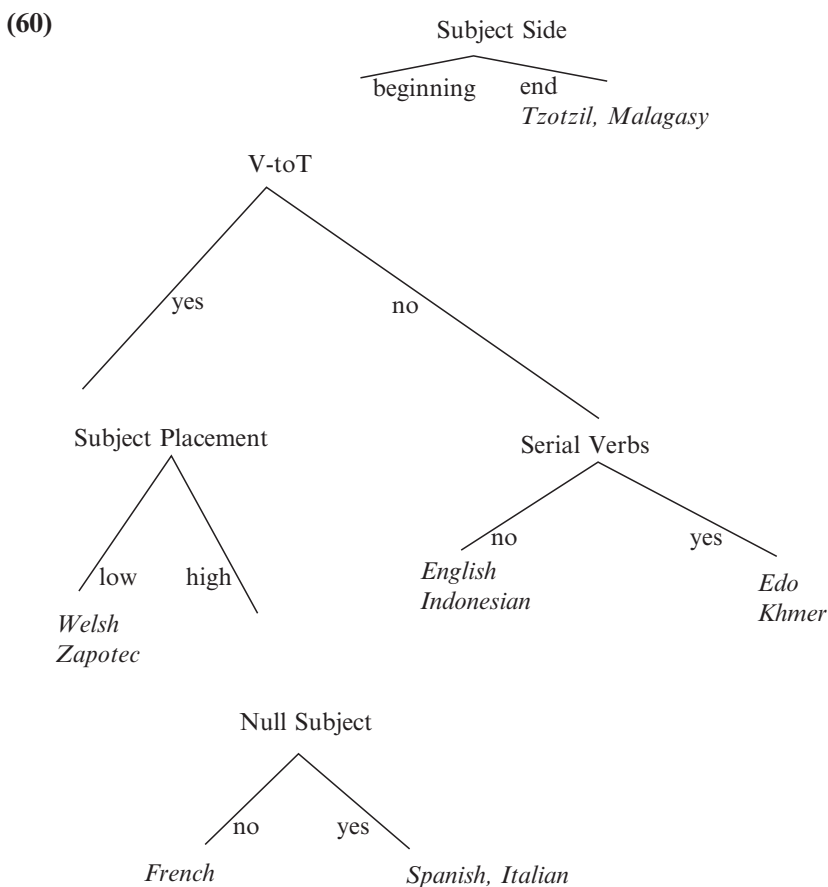 (60)
Subject Side
beginning end
Tzotzil, Malagasy
V-toT
yes no
Subject Placement Serial Verbs
low high no yes
Welsh
Zapotec
English
Indonesian
Edo
Khmer
Null Subject
no yes
French Spanish, Italian